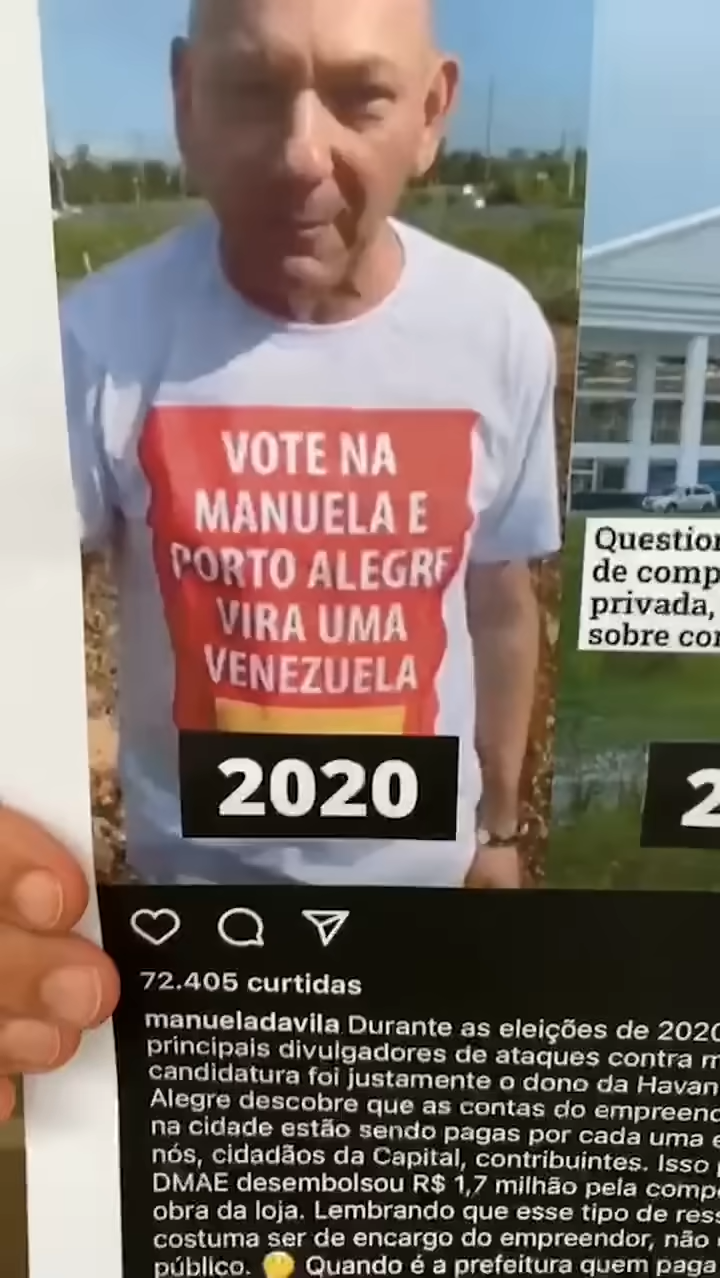 VOTE NA
MANUELA E
PORTO ALEGRE
VIRA UMA
VENEZUELA
2020
de comp
privada,
2
72.405 curtidas
manueladavila Durante as eleições de 2020
principais divulgadores de ataques contra m
candidatura foi justamente o dono da Havan
Alegre descobre que as contas do empreend
na cidade estão sendo pagas por cada uma e
nós, cidadãos da Capital, contribuintes. Isso
DMAE desembolsou R$ 1,7 milhão pela comp
obra da loja. Lembrando que esse tipo de ress
costuma ser de encargo do empreendor, não
público. 🤔 Quando é a prefeitura quem paga